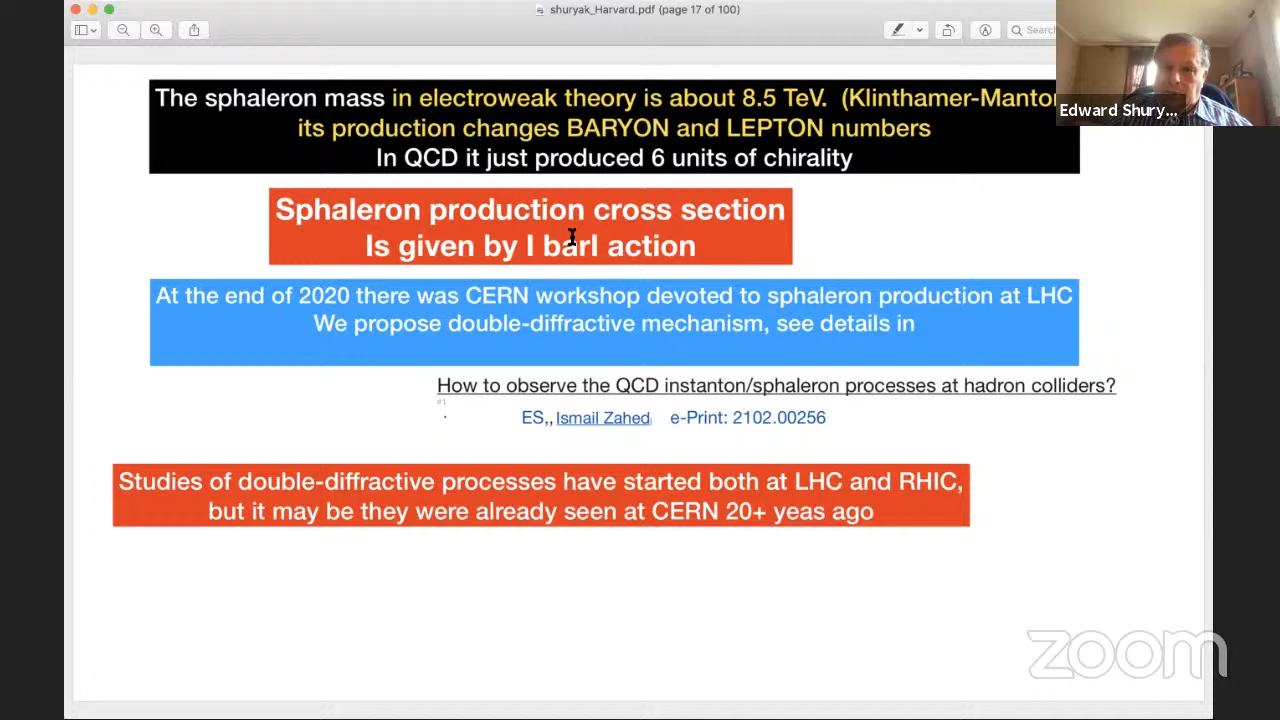 shuryak_Harvard.pdf (page 17 of 100)
Search
Edward Shury...
The sphaleron mass in electroweak theory is about 8.5 TeV. (Klinthamer-Manton
its production changes BARYON and LEPTON numbers
In QCD it just produced 6 units of chirality
Sphaleron production cross section
Is given by I barI action
At the end of 2020 there was CERN workshop devoted to sphaleron production at LHC
We propose double-diffractive mechanism, see details in
How to observe the QCD instanton/sphaleron processes at hadron colliders?
#1
ES,, Ismail Zahed, e-Print: 2102.00256
Studies of double-diffractive processes have started both at LHC and RHIC,
but it may be they were already seen at CERN 20+ yeas ago
zoom